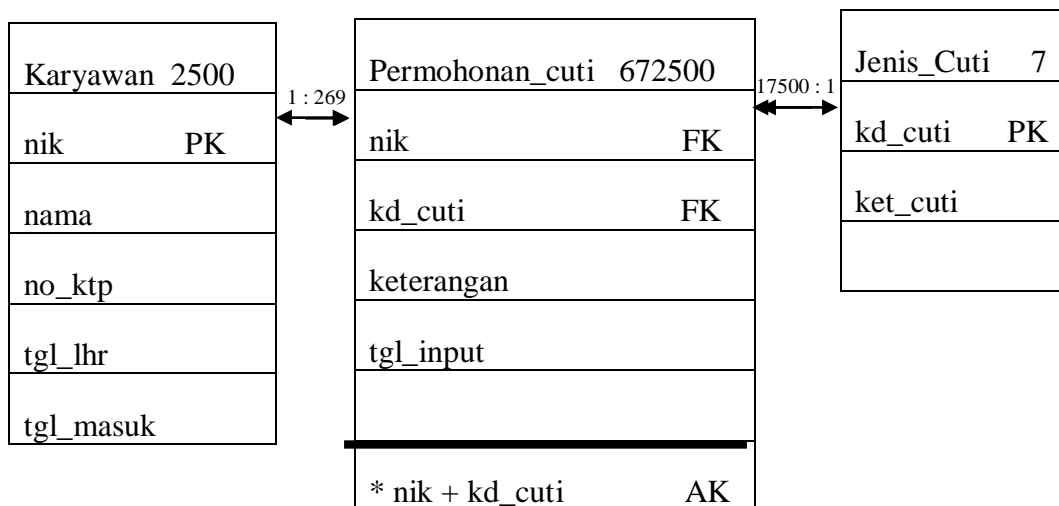 Karyawan 2500
nik PK
nama
no_ktp
tgl_lhr
tgl_masuk
1 : 269
Permohonan_cuti 672500
nik FK
kd_cuti FK
keterangan
tgl_input
* nik + kd_cuti AK
17500 : 1
Jenis_Cuti 7
kd_cuti PK
ket_cuti